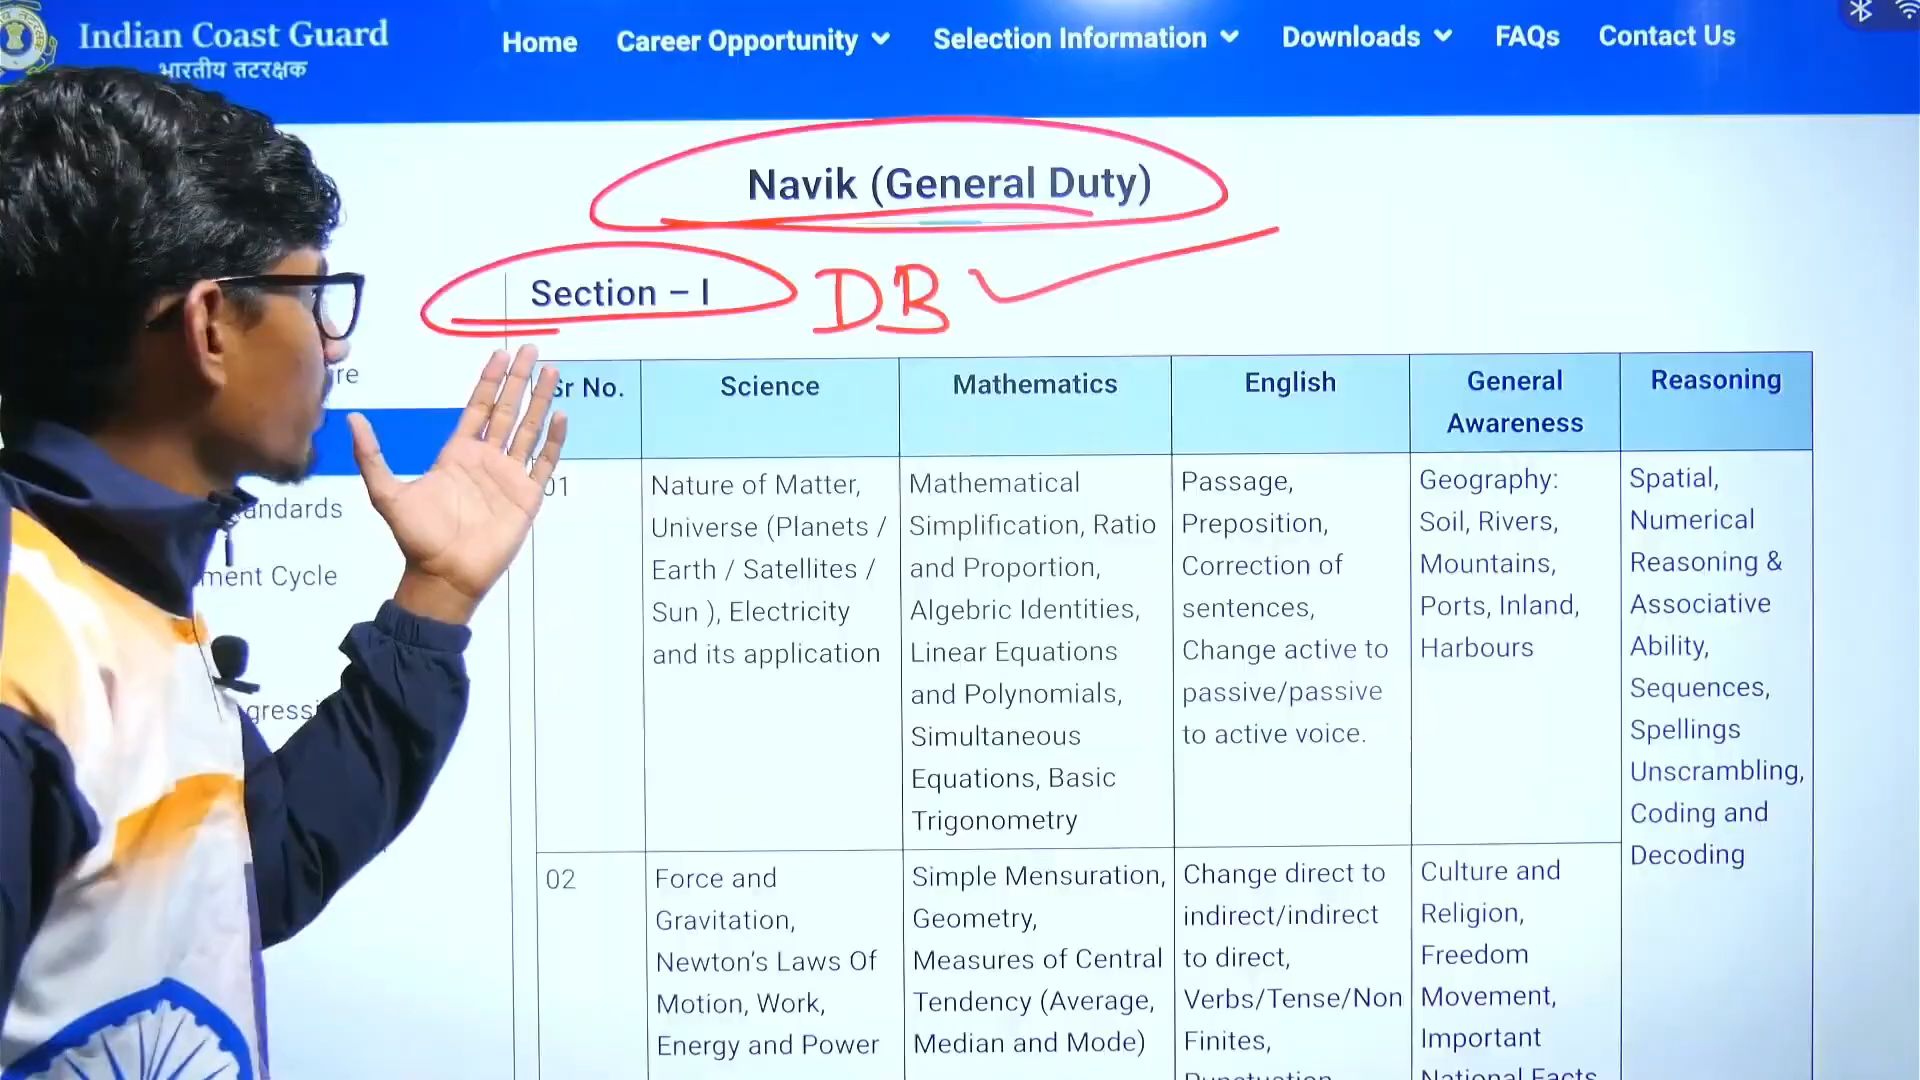 Indian Coast Guard
भारतीय तटरक्षक
Home Career Opportunity Selection Information Downloads FAQs Contact Us
Navik (General Duty)
Section – I DB
Sr No. Science Mathematics English General Awareness Reasoning
01
Nature of Matter,
Universe (Planets /
Earth / Satellites /
Sun ), Electricity
and its application
Mathematical
Simplification, Ratio
and Proportion,
Algebric Identities,
Linear Equations
and Polynomials,
Simultaneous
Equations, Basic
Trigonometry
Passage,
Preposition,
Correction of
sentences,
Change active to
passive/passive
to active voice.
Geography:
Soil, Rivers,
Mountains,
Ports, Inland,
Harbours
Spatial,
Numerical
Reasoning &
Associative
Ability,
Sequences,
Spellings
Unscrambling,
Coding and
Decoding
02
Force and
Gravitation,
Newton's Laws Of
Motion, Work,
Energy and Power
Simple Mensuration,
Geometry,
Measures of Central
Tendency (Average,
Median and Mode)
Change direct to
indirect/indirect
to direct,
Verbs/Tense/Non
Finites,
Culture and
Religion,
Freedom
Movement,
Important
National Facts
Cycle